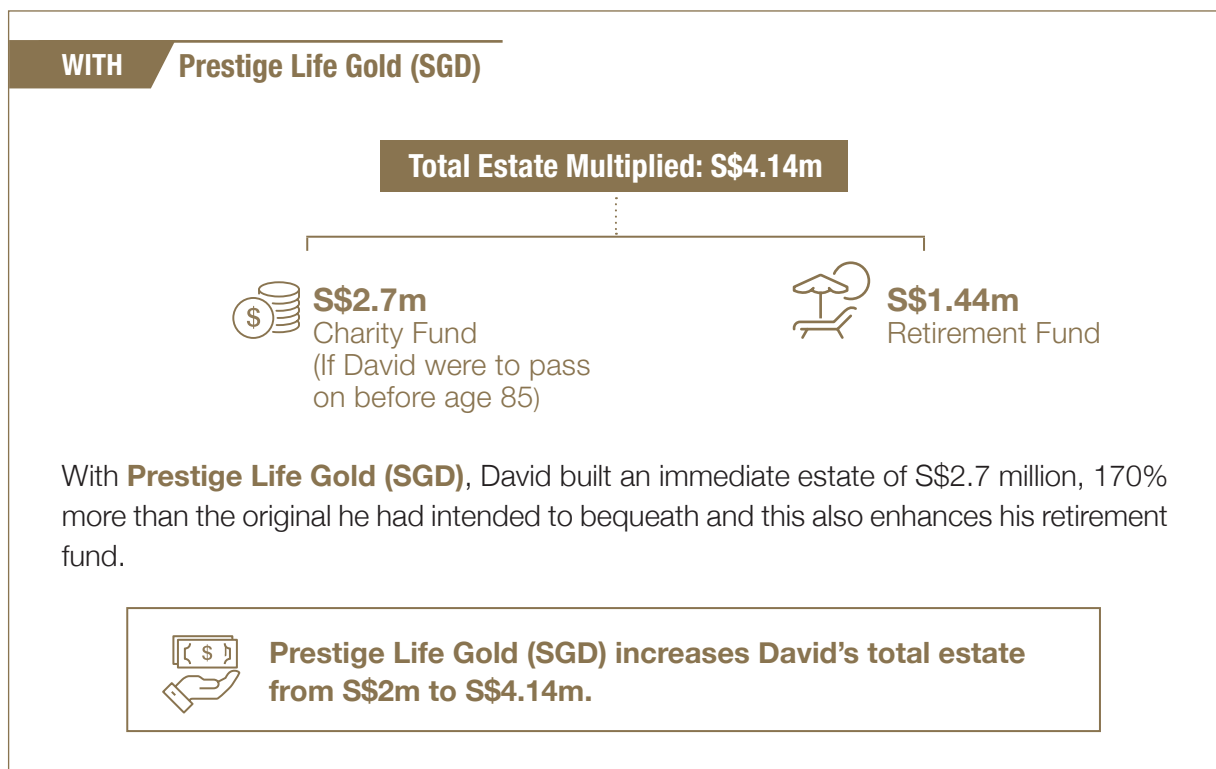 WITH Prestige Life Gold (SGD)
Total Estate Multiplied: S$4.14m
$
S$2.7m
Charity Fund
(If David were to pass
on before age 85)
S$1.44m
Retirement Fund
With Prestige Life Gold (SGD), David built an immediate estate of S$2.7 million, 170%
more than the original he had intended to bequeath and this also enhances his retirement
fund.
$
Prestige Life Gold (SGD) increases David’s total estate
from S$2m to S$4.14m.